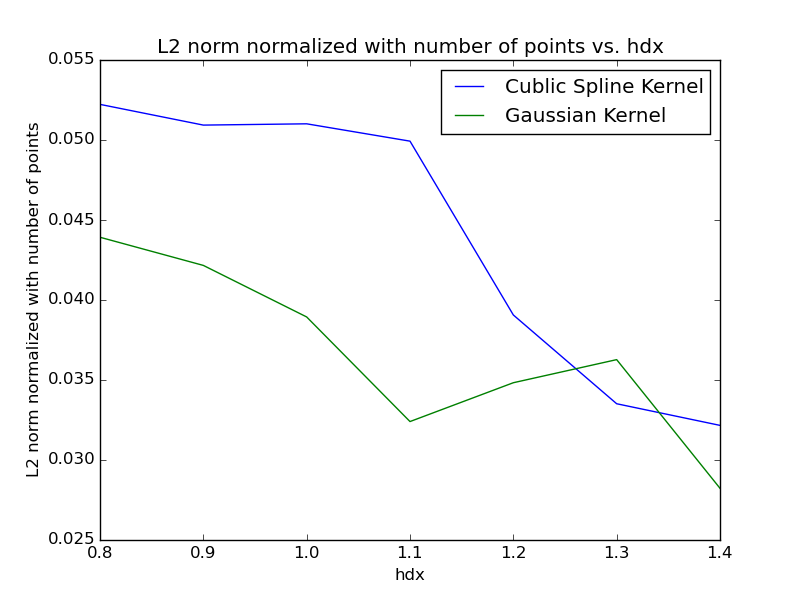 L2 norm normalized with number of points vs. hdx
Cublic Spline Kernel
Gaussian Kernel
L2 norm normalized with number of points
0.055
0.050
0.045
0.040
0.035
0.030
0.025
0.8 0.9 1.0 1.1 1.2 1.3 1.4
hdx